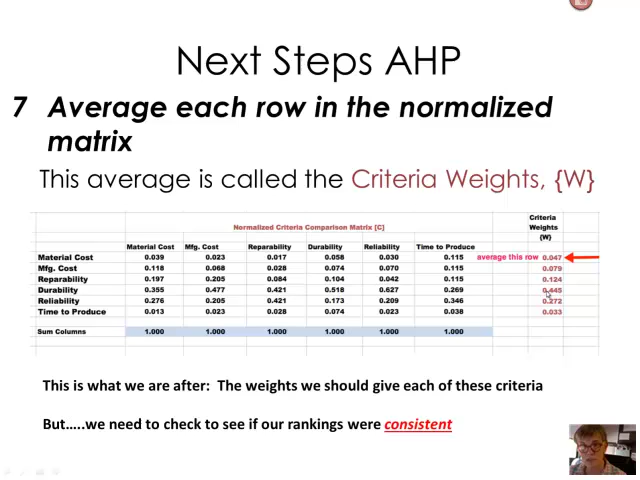 Next Steps AHP
7 Average each row in the normalized
matrix
This average is called the Criteria Weights, {W}
Criteria
Weights
{W}
Normalized Criteria Comparison Matrix [C]
Material Cost Mfg. Cost Reparability Durability Reliability Time to Produce
Material Cost 0.039 0.023 0.017 0.058 0.030 0.115 average this row 0.047
Mfg. Cost 0.118 0.068 0.028 0.074 0.070 0.115 0.079
Reparability 0.197 0.205 0.084 0.104 0.042 0.115 0.124
Durability 0.355 0.477 0.421 0.518 0.627 0.269 0.445
Reliability 0.276 0.205 0.421 0.173 0.209 0.346 0.272
Time to Produce 0.013 0.023 0.028 0.074 0.023 0.038 0.033
Sum Columns 1.000 1.000 1.000 1.000 1.000 1.000
This is what we are after: The weights we should give each of these criteria
But…..we need to check to see if our rankings were consistent